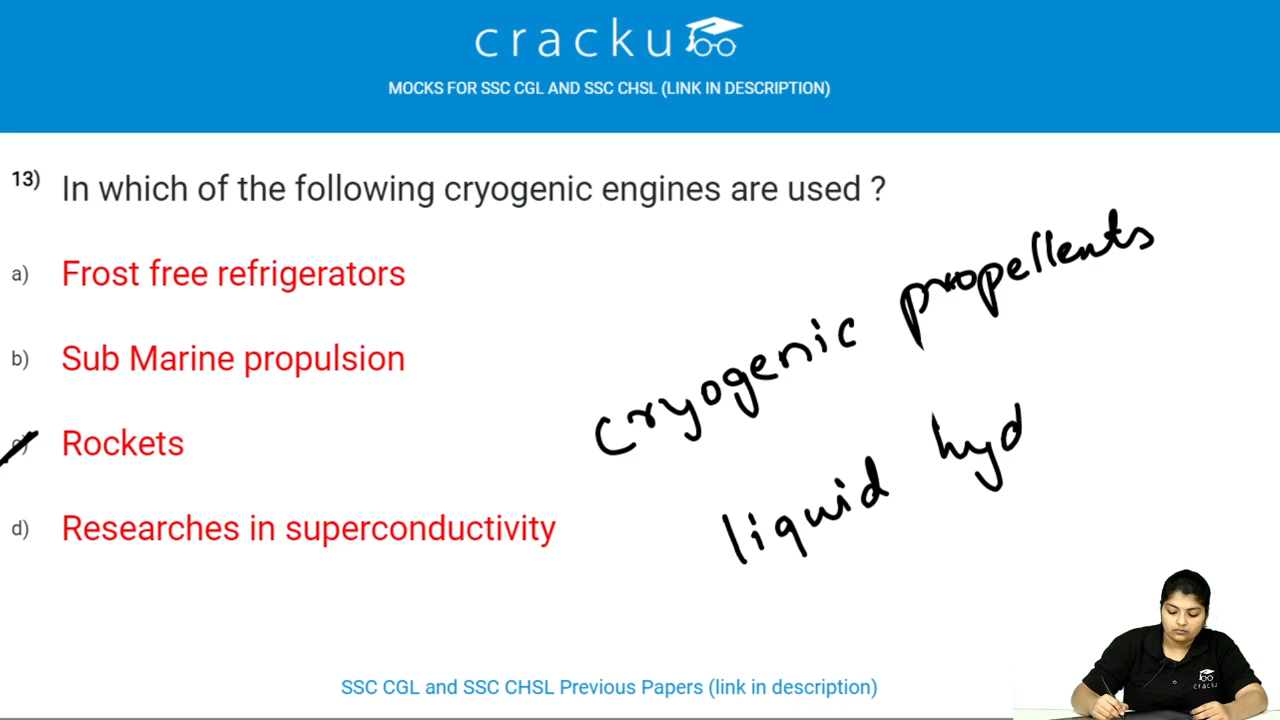 cracku
MOCKS FOR SSC CGL AND SSC CHSL (LINK IN DESCRIPTION)
13) In which of the following cryogenic engines are used ?
a) Frost free refrigerators
b) Sub Marine propulsion
c) Rockets
d) Researches in superconductivity
cryogenic propellents
liquid hyd
cracku
SSC CGL and SSC CHSL Previous Papers (link in description)